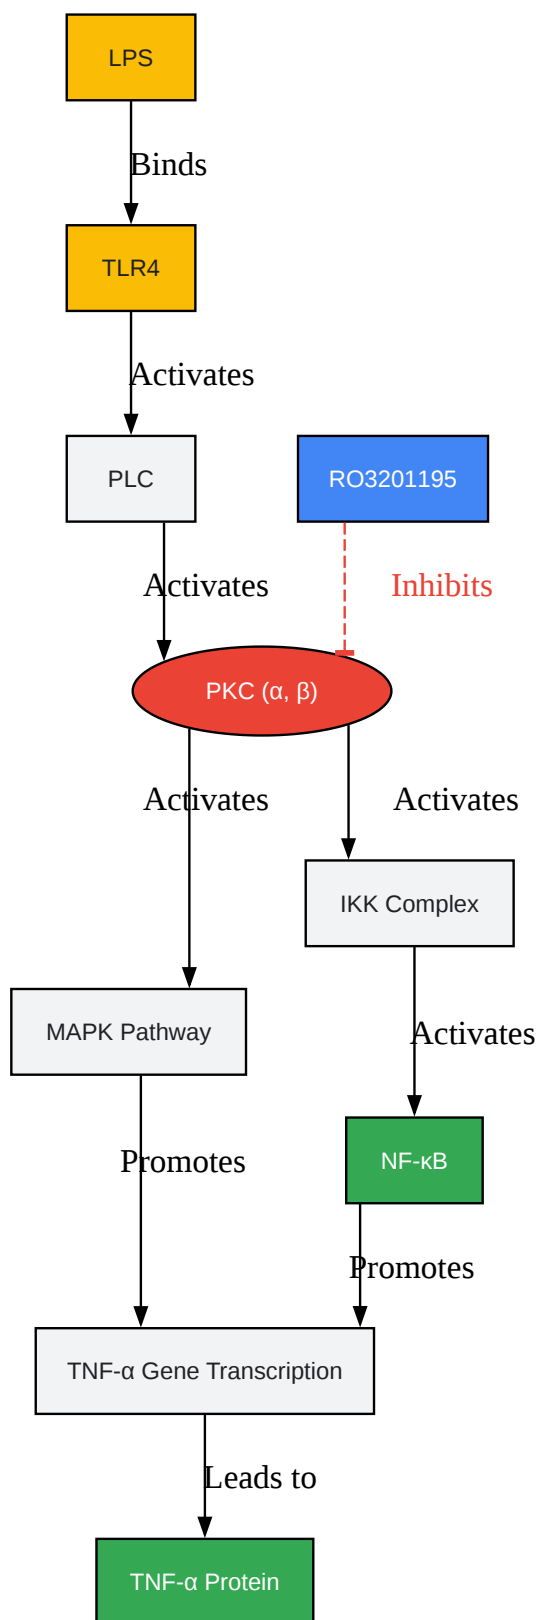 LPS
Binds
TLR4
Activates
PLC
RO3201195
Activates
Inhibits
PKC (α, β)
Activates
Activates
IKK Complex
MAPK Pathway
Activates
Promotes
NF-κB
Promotes
TNF-α Gene Transcription
Leads to
TNF-α Protein